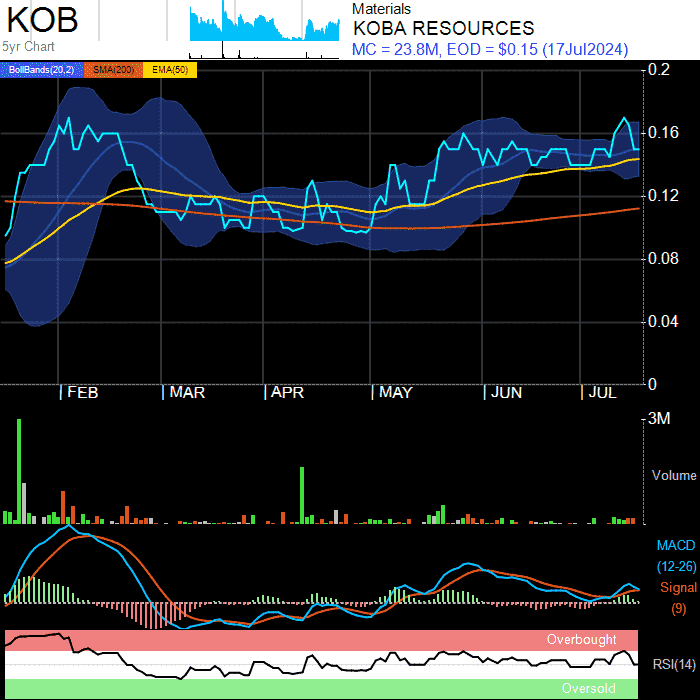 KOB
5yr Chart
Materials
KOBA RESOURCES
MC = 23.8M, EOD = $0.15 (17Jul2024)
BollBands(20,2) SMA(200) EMA(50)
0.2
0.16
0.12
0.08
0.04
0
FEB MAR APR MAY JUN JUL
3M
Volume
MACD
(12-26)
Signal
(9)
Overbought
RSI(14)
Oversold